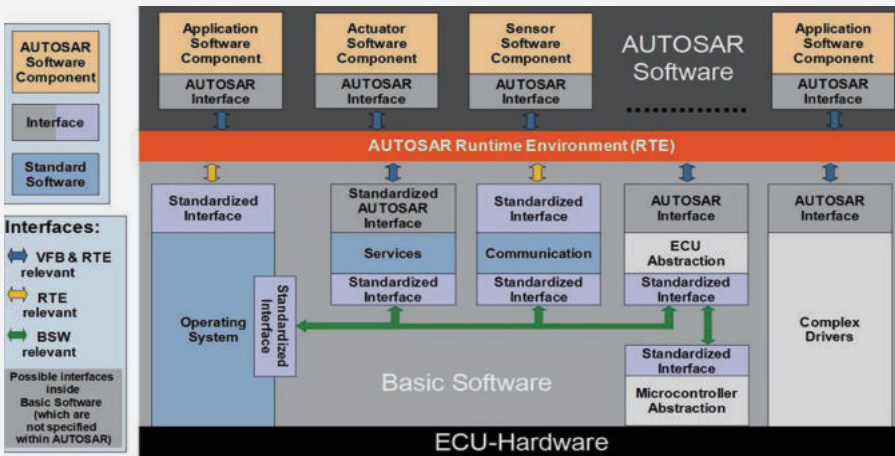 AUTOSAR
Software
Component
Interface
Standard
Software
Interfaces:
VFB & RTE
relevant
RTE
relevant
BSW
relevant
Possible interfaces
inside
Basic Software
(which are
not specified
within AUTOSAR)
Application
Software
Component
AUTOSAR
Interface
Actuator
Software
Component
AUTOSAR
Interface
Sensor
Software
Component
AUTOSAR
Interface
AUTOSAR
Software
Application
Software
Component
AUTOSAR
Interface
AUTOSAR Runtime Environment (RTE)
Standardized
Interface
Operating
System
Standardized
Interface
Standardized
AUTOSAR
Interface
Services
Standardized
Interface
Standardized
Interface
Communication
Standardized
Interface
AUTOSAR
Interface
ECU
Abstraction
Standardized
Interface
Standardized
Interface
Microcontroller
Abstraction
AUTOSAR
Interface
Complex
Drivers
Basic Software
ECU-Hardware